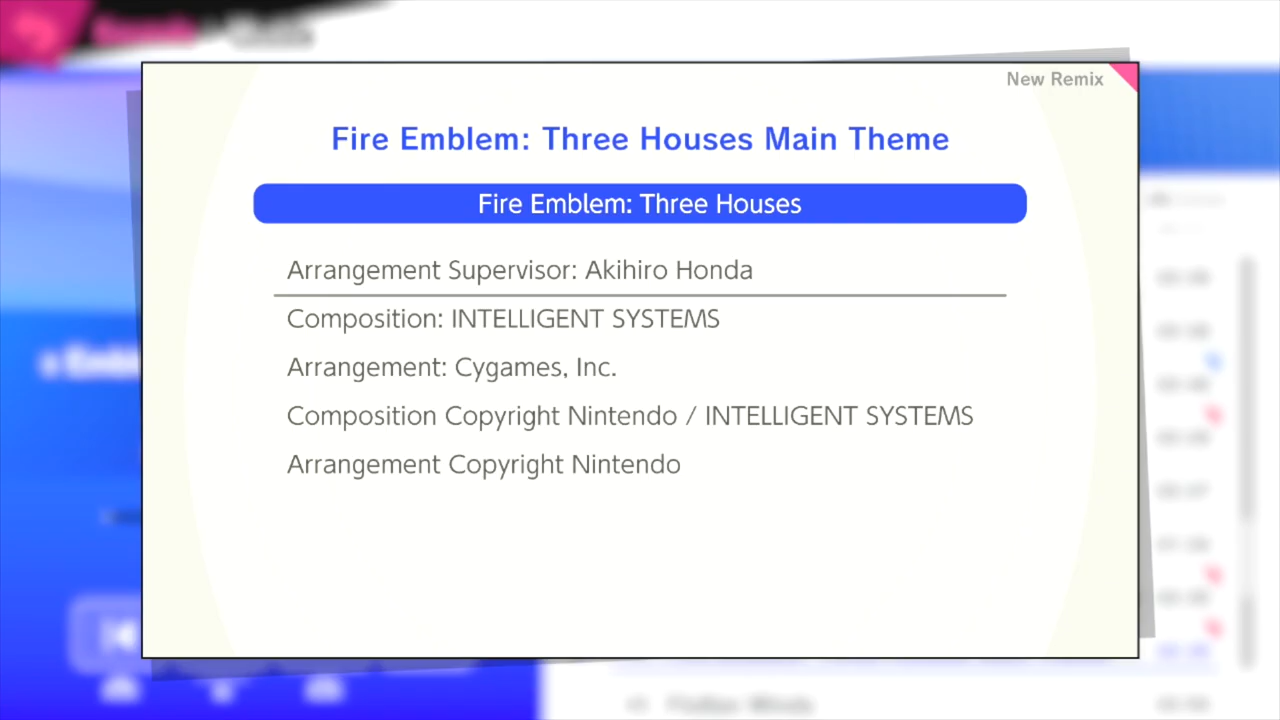 New Remix
Fire Emblem: Three Houses Main Theme
Fire Emblem: Three Houses
Arrangement Supervisor: Akihiro Honda
Composition: INTELLIGENT SYSTEMS
Arrangement: Cygames, Inc.
Composition Copyright Nintendo / INTELLIGENT SYSTEMS
Arrangement Copyright Nintendo